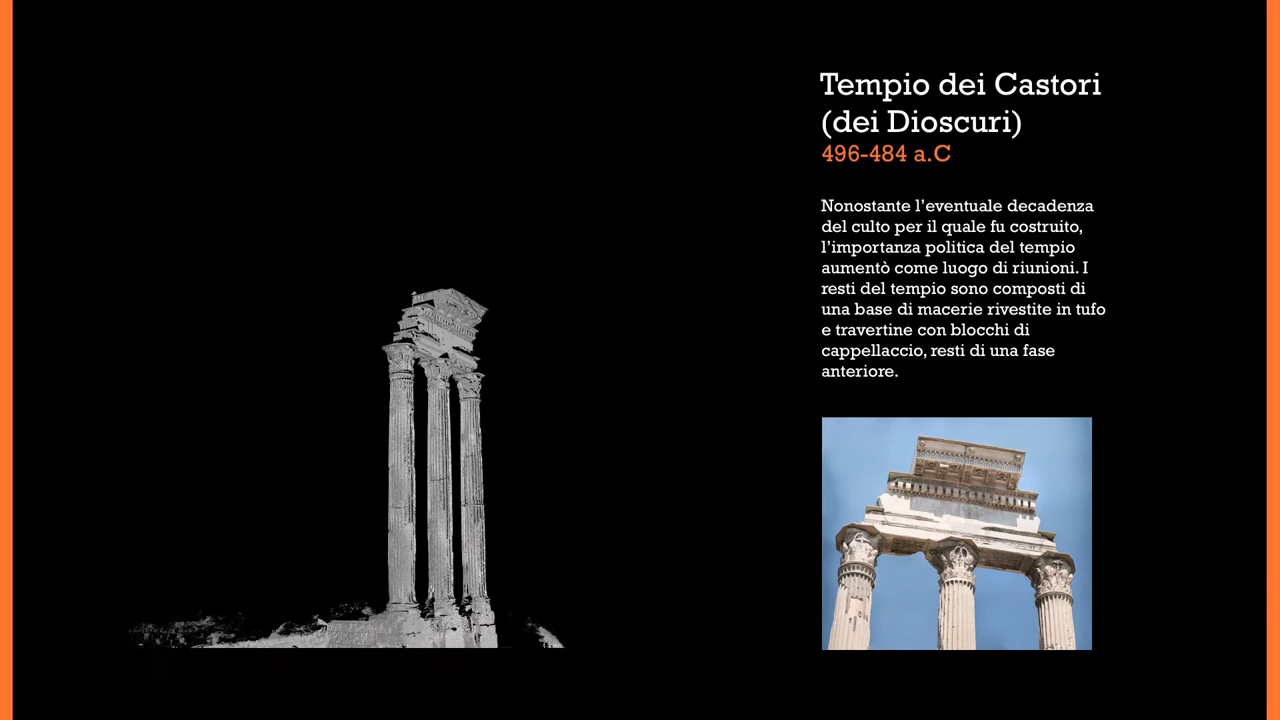 Tempio dei Castori
(dei Dioscuri)
496-484 a.C
Nonostante l’eventuale decadenza
del culto per il quale fu costruito,
l’importanza politica del tempio
aumentò come luogo di riunioni. I
resti del tempio sono composti di
una base di macerie rivestite in tufo
e travertine con blocchi di
cappellaccio, resti di una fase
anteriore.